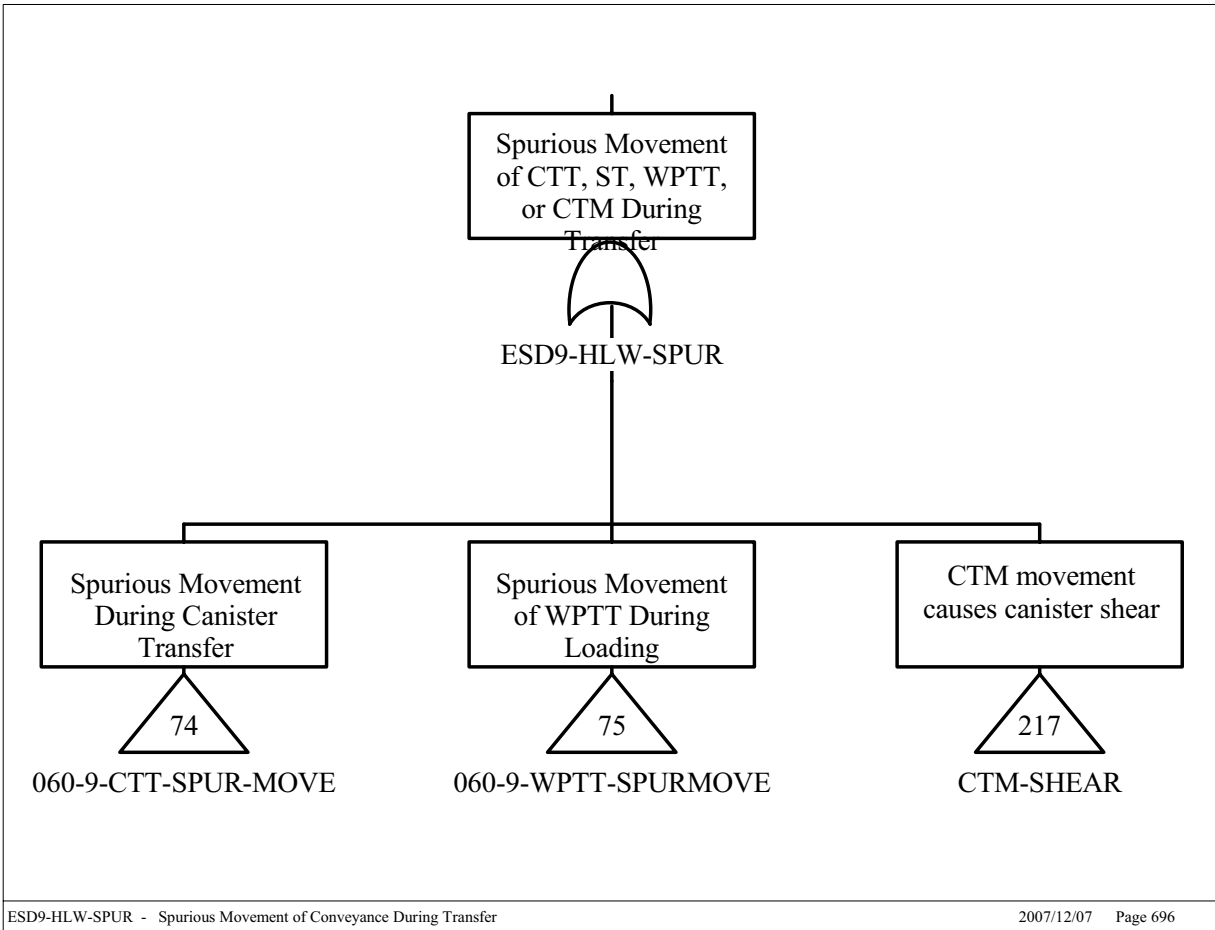 Spurious Movement
of CTT, ST, WPTT,
or CTM During
Transfer
ESD9-HLW-SPUR
Spurious Movement
During Canister
Transfer
74
060-9-CTT-SPUR-MOVE
Spurious Movement
of WPTT During
Loading
75
060-9-WPTT-SPURMOVE
CTM movement
causes canister shear
217
CTM-SHEAR
ESD9-HLW-SPUR - Spurious Movement of Conveyance During Transfer 2007/12/07 Page 696